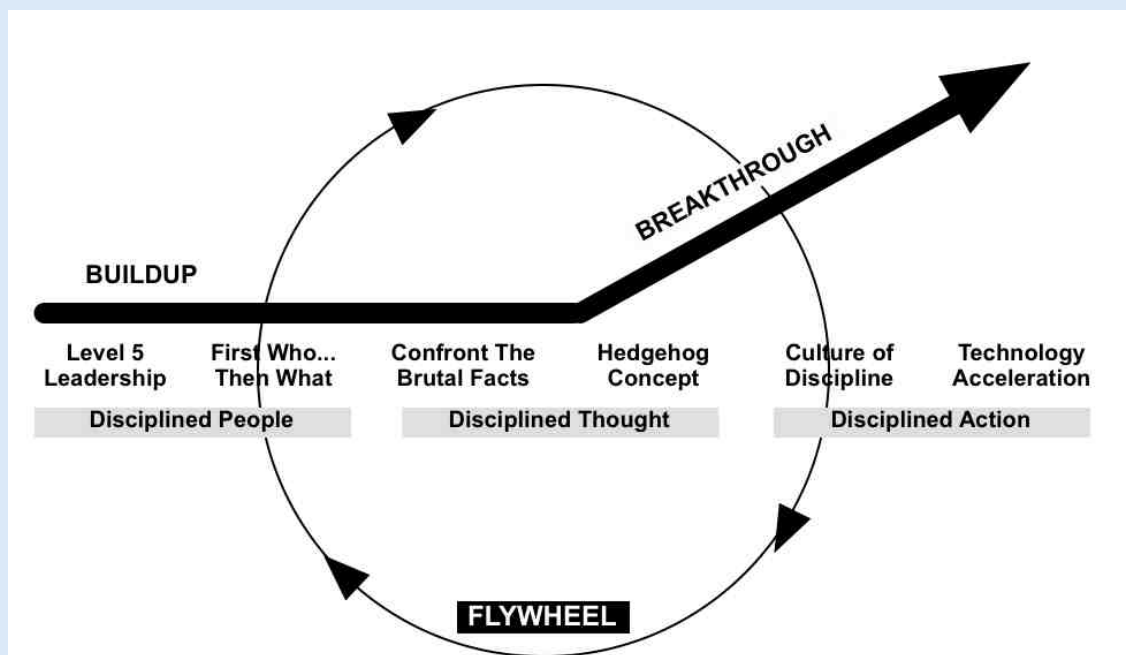 BREAKTHROUGH
BUILDUP
Level 5
Leadership
First Who...
Then What
Confront The
Brutal Facts
Hedgehog
Concept
Culture of
Discipline
Technology
Acceleration
Disciplined People
Disciplined Thought
Disciplined Action
FLYWHEEL